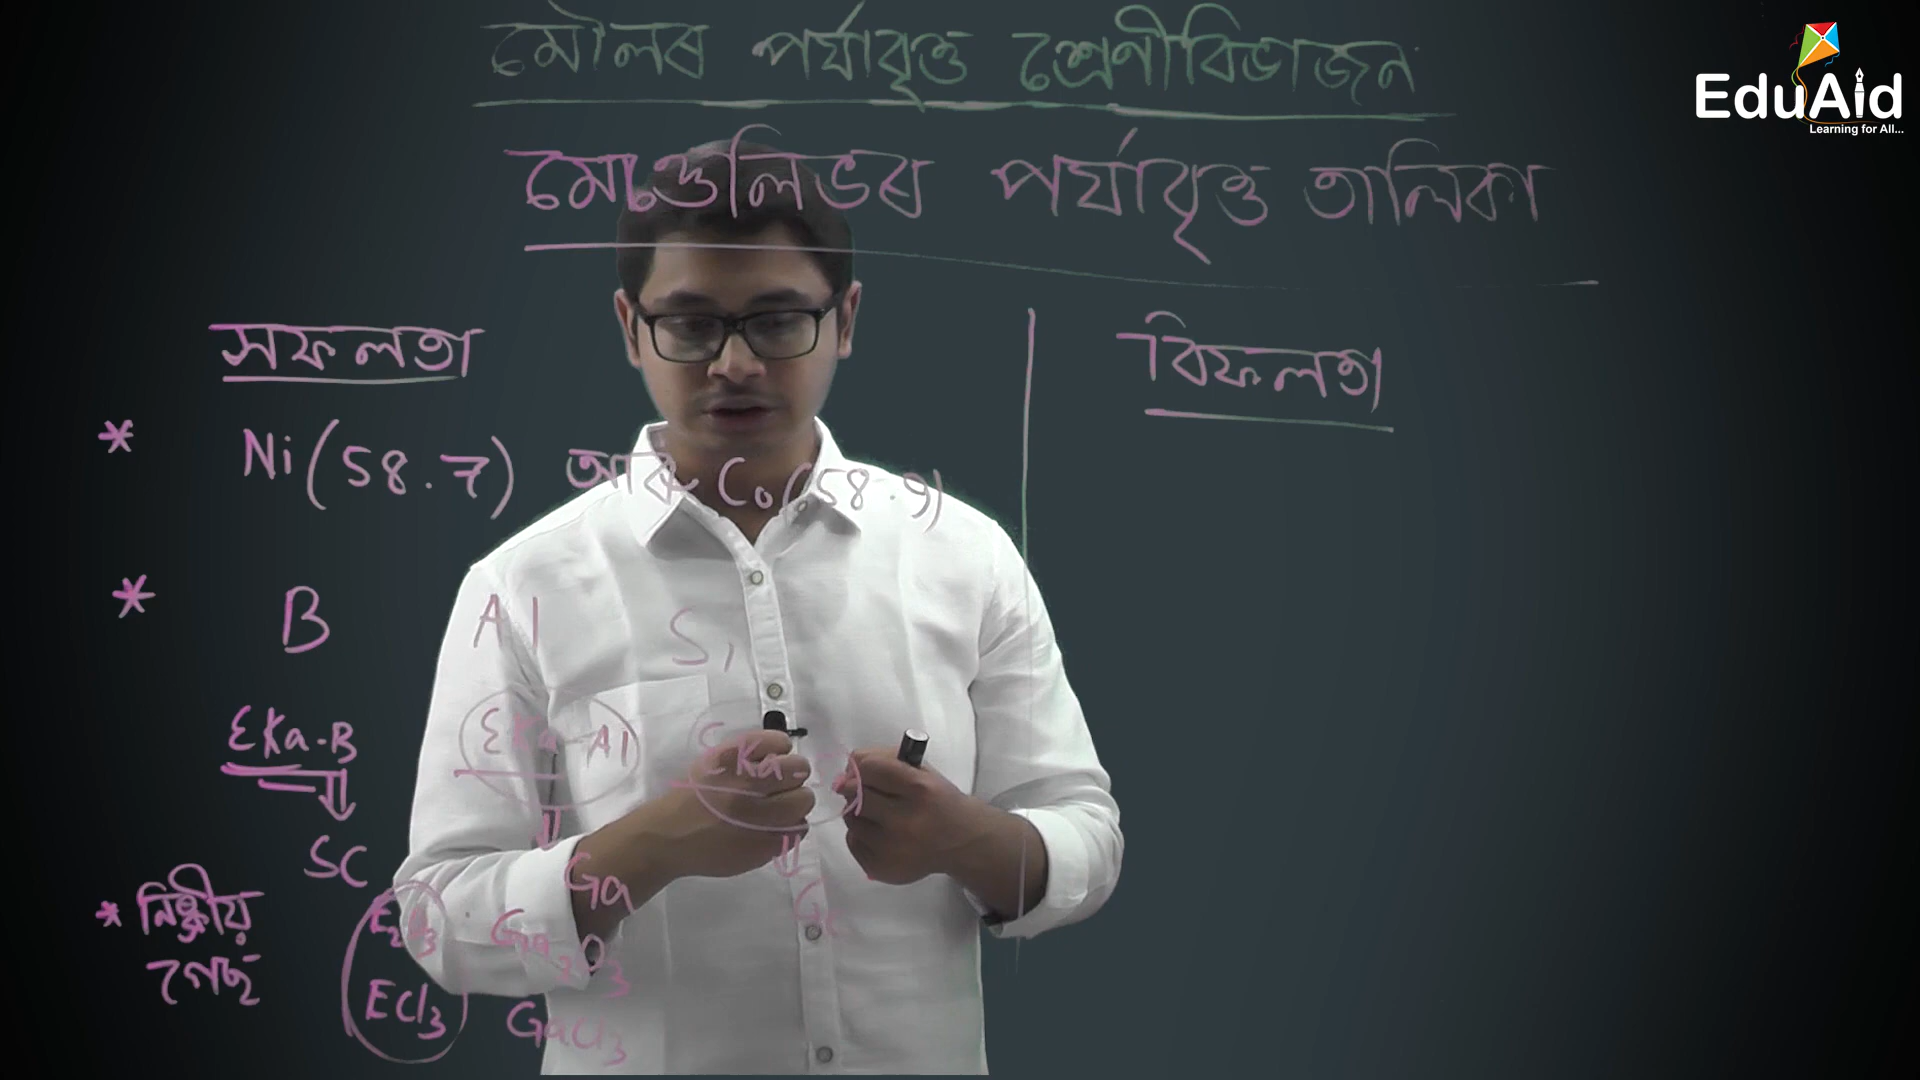 মৌলৰ পৰ্যাবৃত্ত শ্ৰেণীবিভাজন
EduAid
Learning for All...
মেণ্ডেলিভৰ পৰ্যাবৃত্ত তালিকা
সফলতা
বিফলতা
* Ni (58.7) আৰু Co (58.9)
* B Al Si
Eka-B Eka-Al Eka-
SC Ga Ge
* নিষ্ক্ৰীয় গেছ
E2O3 Ga2O3
ECl3 GaCl3